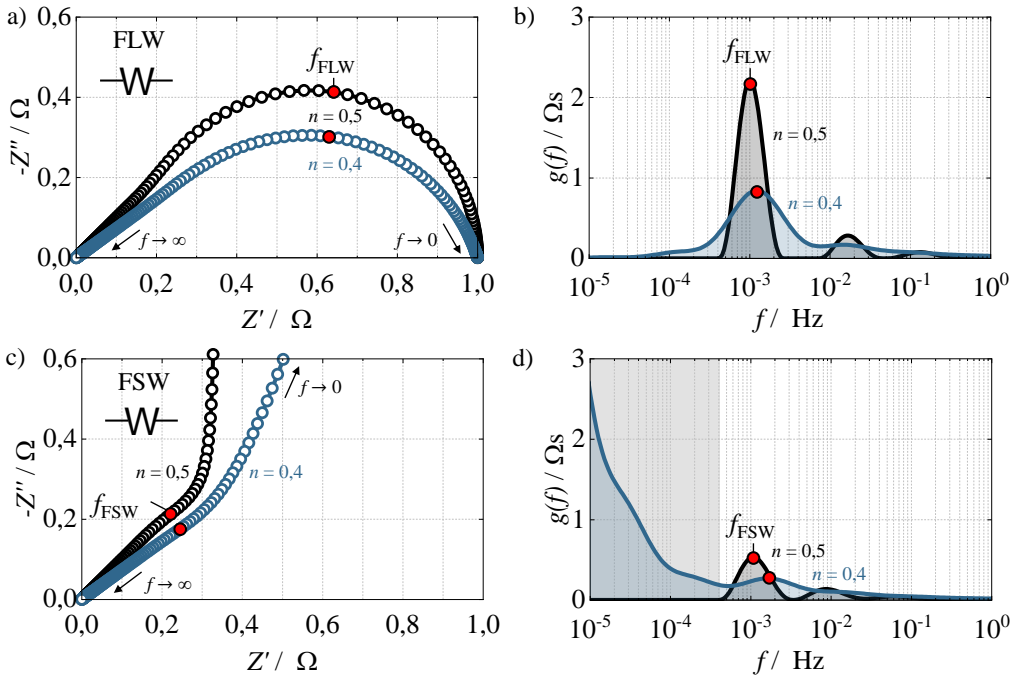 a)
FLW
W
f_FLW
n = 0,5
n = 0,4
f → ∞
f → 0
0,6
0,4
0,2
0,0
-Z''/ Ω
0,0 0,2 0,4 0,6 0,8 1,0
Z'/ Ω
b)
f_FLW
n = 0,5
n = 0,4
3
2
1
0
g(f) / Ωs
10^-5 10^-4 10^-3 10^-2 10^-1 10^0
f / Hz
c)
FSW
W
n = 0,5
n = 0,4
f_FSW
f → 0
f → ∞
0,6
0,4
0,2
0,0
-Z''/ Ω
0,0 0,2 0,4 0,6 0,8 1,0
Z'/ Ω
d)
f_FSW
n = 0,5
n = 0,4
3
2
1
0
g(f) / Ωs
10^-5 10^-4 10^-3 10^-2 10^-1 10^0
f / Hz